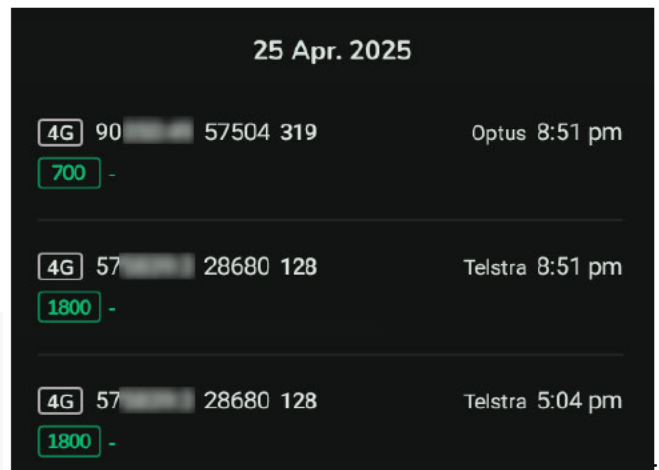 25 Apr. 2025
4G 90 57504 319 Optus 8:51 pm
700 -
4G 57 28680 128 Telstra 8:51 pm
1800 -
4G 57 28680 128 Telstra 5:04 pm
1800 -